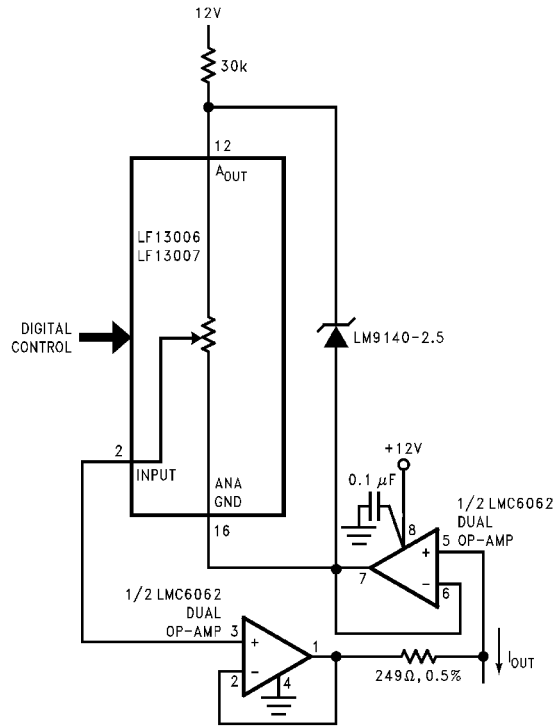 12V
30k
12
A_OUT
LF13006
LF13007
DIGITAL
CONTROL
LM9140-2.5
2
INPUT
ANA
GND
16
+12V
0.1 μF
8
1/2 LMC6062
DUAL
OP-AMP
5
+
7
−
6
1/2 LMC6062
DUAL
OP-AMP
3
+
1
−
2
4
249Ω, 0.5%
I_OUT